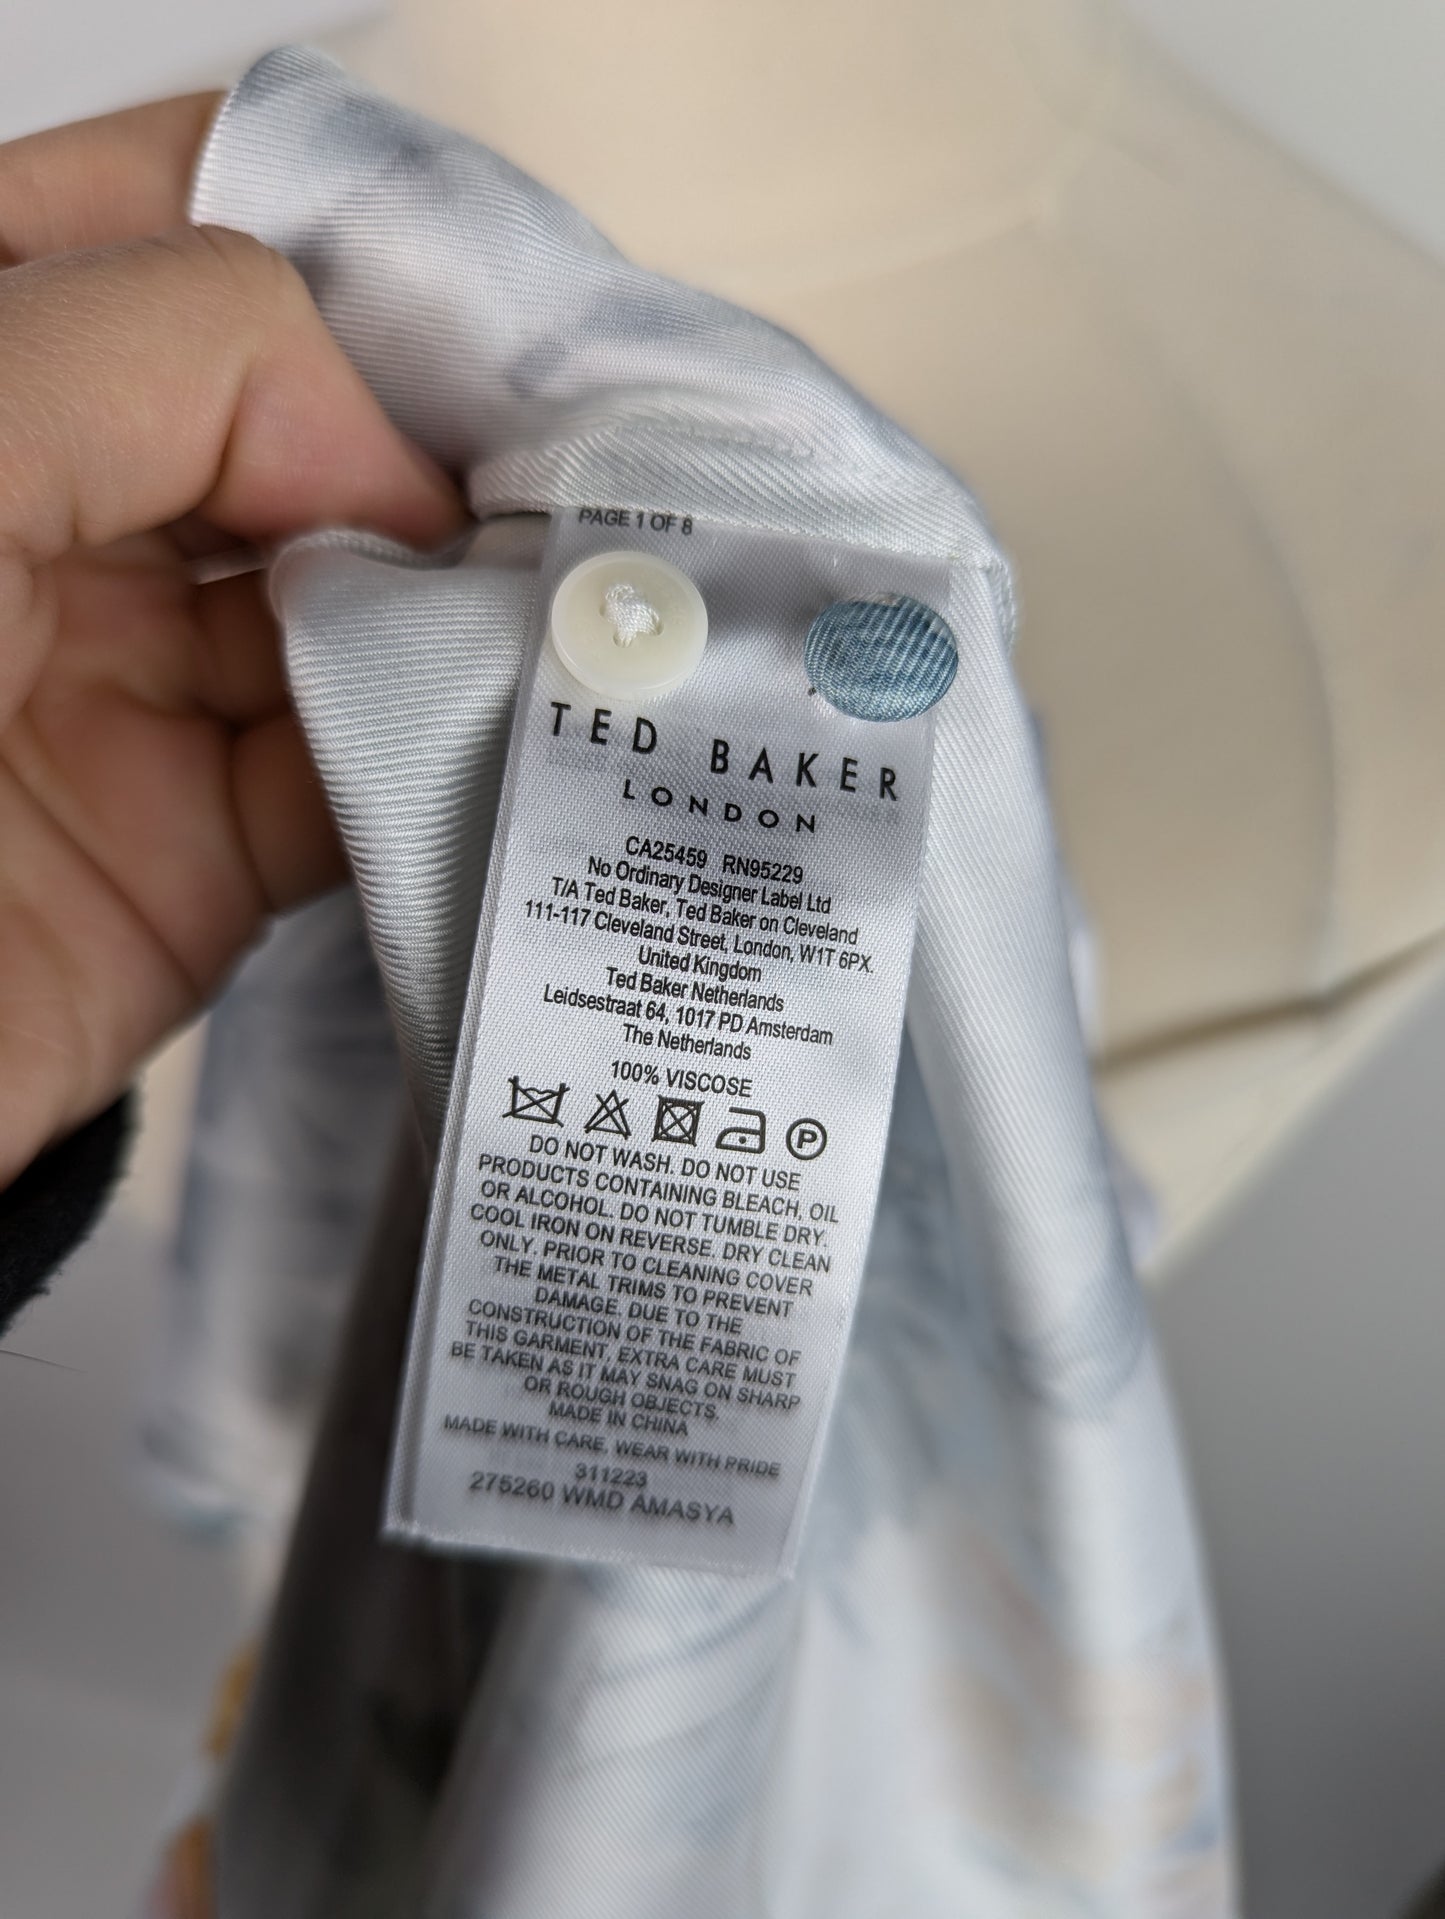 PAGE 1 OF 8
TED BAKER
LONDON
CA25459 RN95229
No Ordinary Designer Label Ltd
T/A Ted Baker, Ted Baker on Cleveland
111-117 Cleveland Street, London, W1T 6PX.
United Kingdom
Ted Baker Netherlands
Leidsestraat 64, 1017 PD Amsterdam
The Netherlands
100% VISCOSE
P
DO NOT WASH. DO NOT USE
PRODUCTS CONTAINING BLEACH, OIL
OR ALCOHOL. DO NOT TUMBLE DRY.
COOL IRON ON REVERSE. DRY CLEAN
ONLY. PRIOR TO CLEANING COVER
THE METAL TRIMS TO PREVENT
DAMAGE. DUE TO THE
CONSTRUCTION OF THE FABRIC OF
THIS GARMENT, EXTRA CARE MUST
BE TAKEN AS IT MAY SNAG ON SHARP
OR ROUGH OBJECTS.
MADE IN CHINA
MADE WITH CARE, WEAR WITH PRIDE
311223
275260 WMD AMASYA